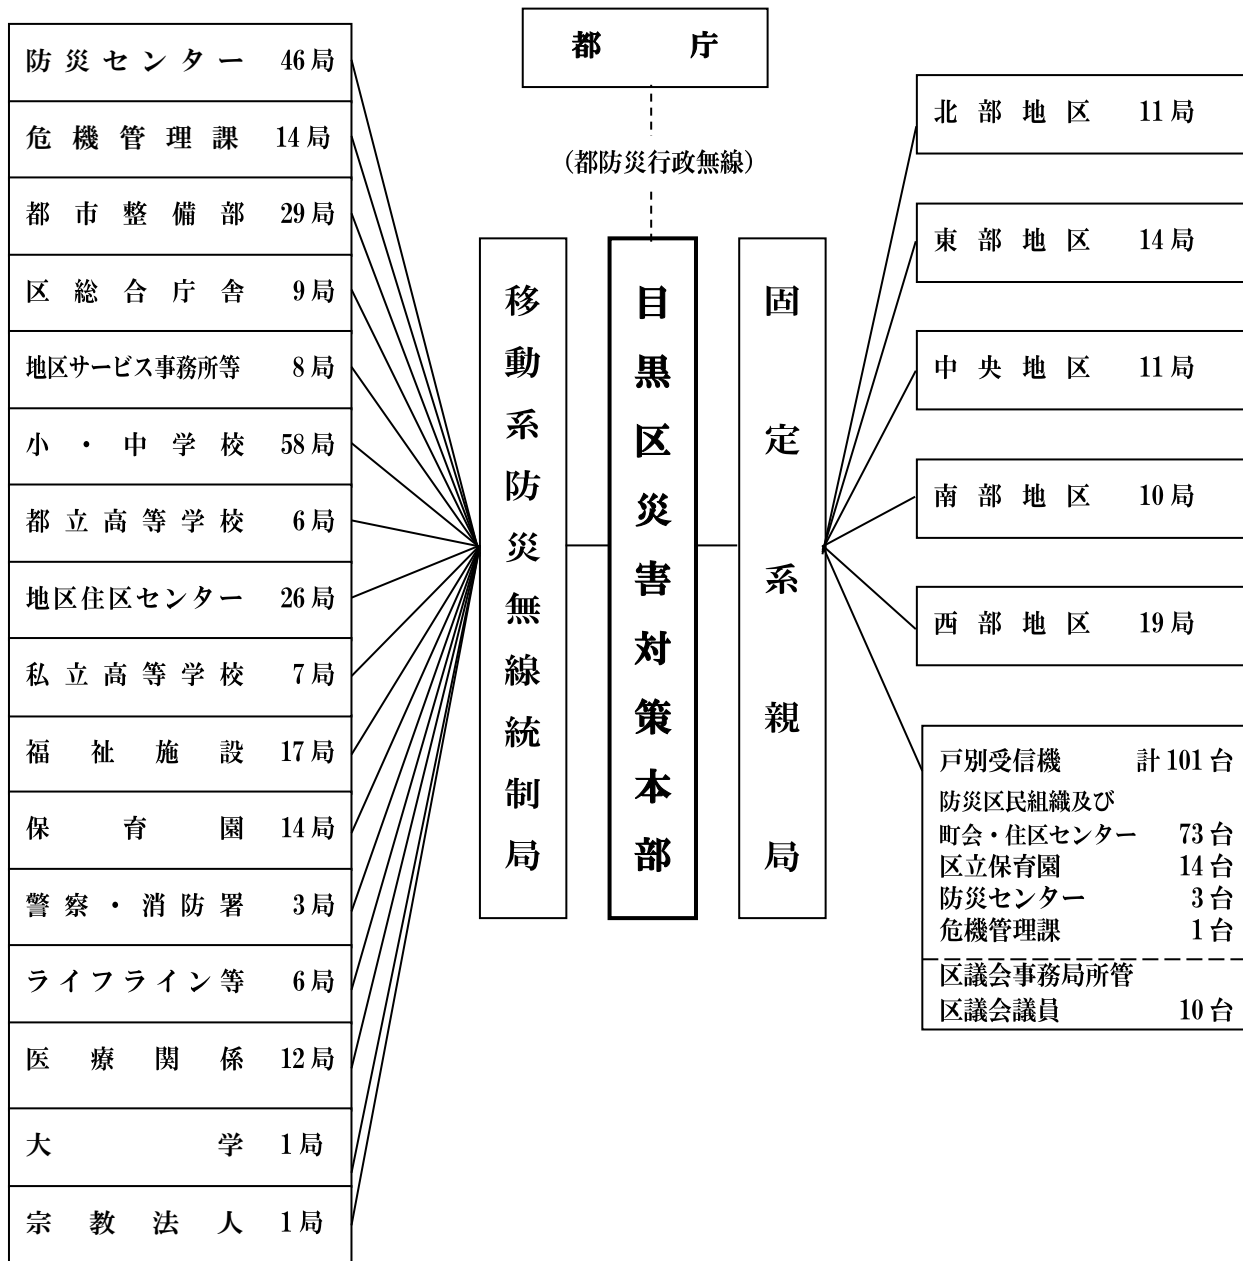 都庁
(都防災行政無線)
防災センター 46局
危機管理課 14局
都市整備部 29局
区総合庁舎 9局
地区サービス事務所等 8局
小・中学校 58局
都立高等学校 6局
地区住区センター 26局
私立高等学校 7局
福祉施設 17局
保育園 14局
警察・消防署 3局
ライフライン等 6局
医療関係 12局
大学 1局
宗教法人 1局
移動系防災無線統制局
目黒区災害対策本部
固定系親局
北部地区 11局
東部地区 14局
中央地区 11局
南部地区 10局
西部地区 19局
戸別受信機 計101台
防災区民組織及び
町会・住区センター 73台
区立保育園 14台
防災センター 3台
危機管理課 1台
区議会事務局所管
区議会議員 10台